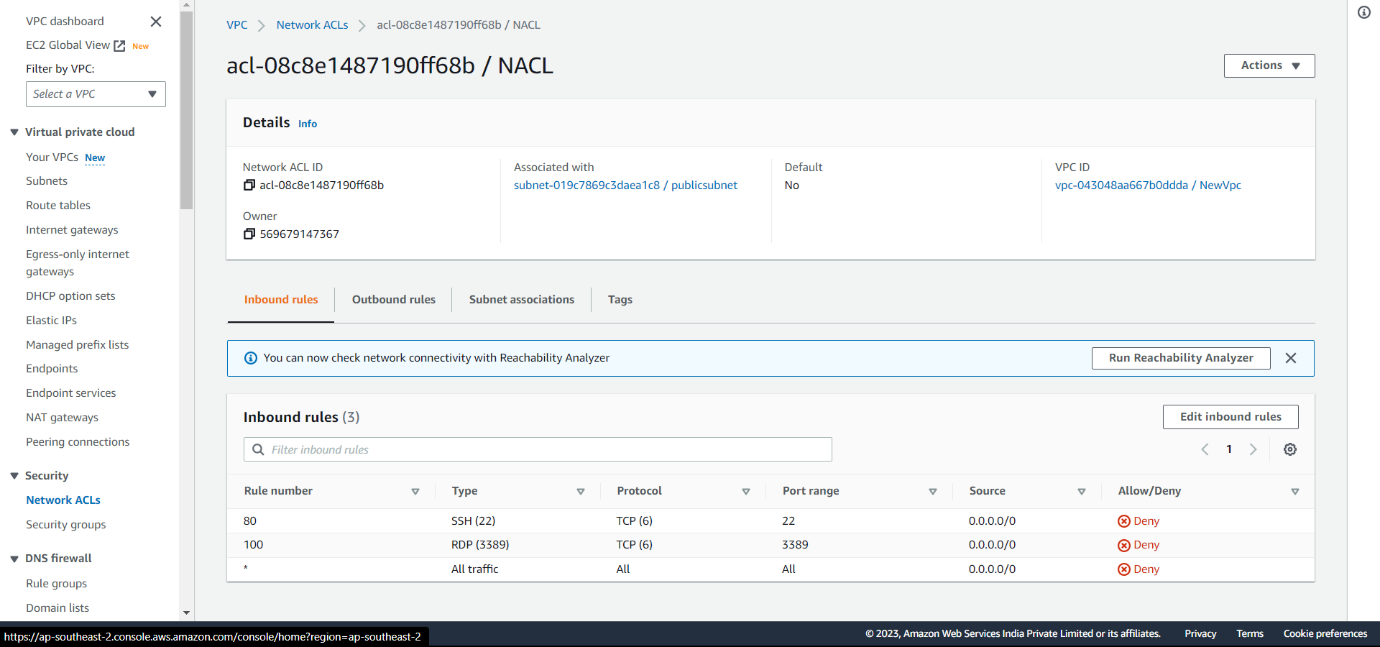 VPC dashboard
EC2 Global View New
Filter by VPC:
Select a VPC
Virtual private cloud
Your VPCs New
Subnets
Route tables
Internet gateways
Egress-only internet
gateways
DHCP option sets
Elastic IPs
Managed prefix lists
Endpoints
Endpoint services
NAT gateways
Peering connections
Security
Network ACLs
Security groups
DNS firewall
Rule groups
Domain lists
VPC Network ACLs acl-08c8e1487190ff68b / NACL
acl-08c8e1487190ff68b / NACL
Actions
Details Info
Network ACL ID
acl-08c8e1487190ff68b
Associated with
subnet-019c7869c3daea1c8 / publicsubnet
Default
No
VPC ID
vpc-043048aa667b0ddda / NewVpc
Owner
569679147367
Inbound rules Outbound rules Subnet associations Tags
You can now check network connectivity with Reachability Analyzer
Run Reachability Analyzer
Inbound rules (3)
Edit inbound rules
Filter inbound rules
1
Rule number Type Protocol Port range Source Allow/Deny
80 SSH (22) TCP (6) 22 0.0.0.0/0 Deny
100 RDP (3389) TCP (6) 3389 0.0.0.0/0 Deny
* All traffic All All 0.0.0.0/0 Deny
https://ap-southeast-2.console.aws.amazon.com/console/home?region=ap-southeast-2
© 2023, Amazon Web Services India Private Limited or its affiliates. Privacy Terms Cookie preferences